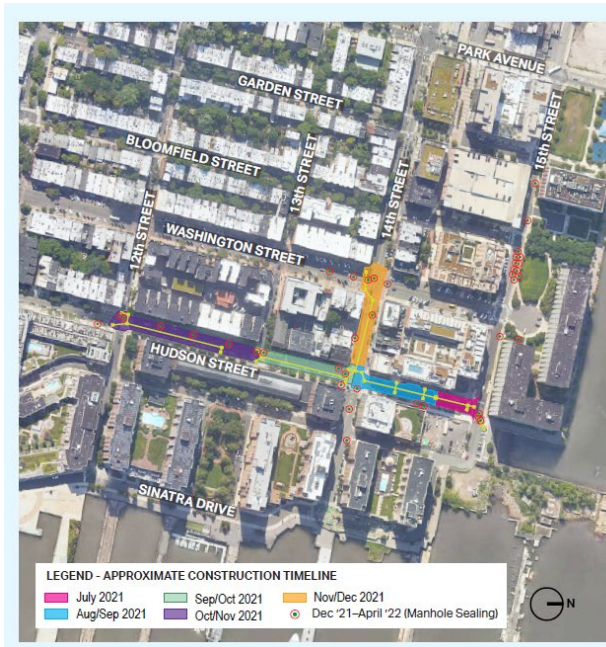 PARK AVENUE
GARDEN STREET
15th STREET
BLOOMFIELD STREET
13th STREET
14th STREET
WASHINGTON STREET
12th STREET
HUDSON STREET
SINATRA DRIVE
LEGEND - APPROXIMATE CONSTRUCTION TIMELINE
July 2021
Sep/Oct 2021
Nov/Dec 2021
Aug/Sep 2021
Oct/Nov 2021
Dec '21–April '22 (Manhole Sealing)
N